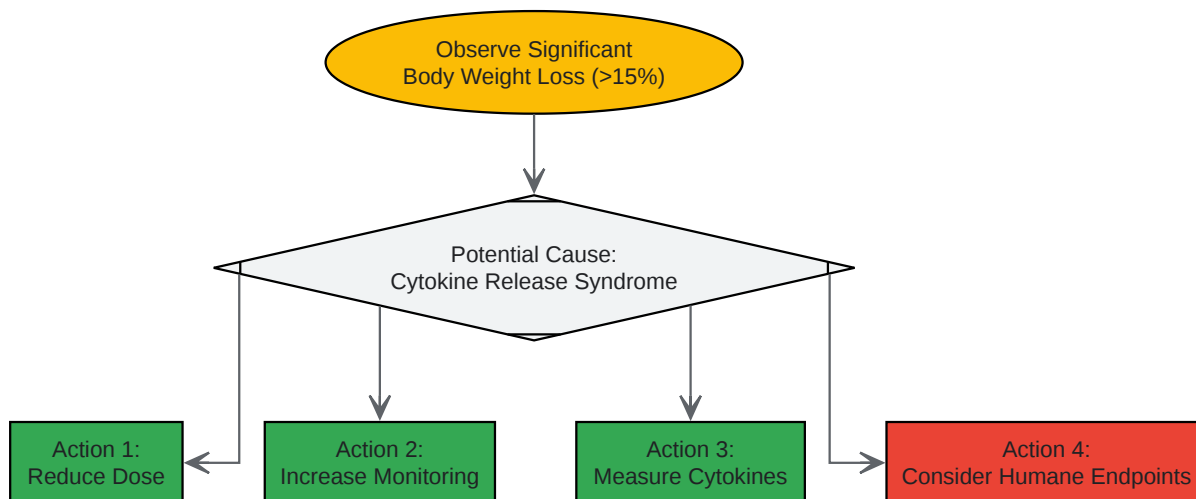 Observe Significant
Body Weight Loss (>15%)
Potential Cause:
Cytokine Release Syndrome
Action 1:
Reduce Dose
Action 2:
Increase Monitoring
Action 3:
Measure Cytokines
Action 4:
Consider Humane Endpoints